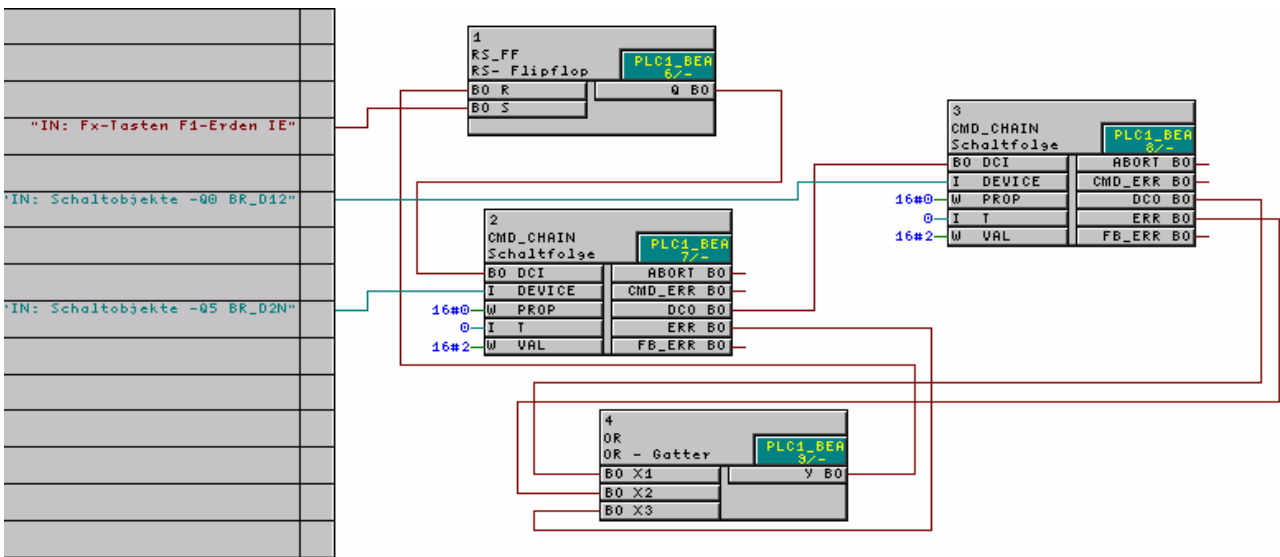 "IN: Fx-Tasten F1-Erden IE"
"IN: Schaltobjekte -Q0 BR_D12"
"IN: Schaltobjekte -Q5 BR_D2N"
1
RS_FF
RS- Flipflop
PLC1_BEA
6/-
BO R
Q BO
BO S
2
CMD_CHAIN
Schaltfolge
PLC1_BEA
7/-
BO DCI
ABORT BO
I DEVICE
CMD_ERR BO
16#0
W PROP
DCO BO
0
I T
ERR BO
16#2
W VAL
FB_ERR BO
3
CMD_CHAIN
Schaltfolge
PLC1_BEA
8/-
BO DCI
ABORT BO
I DEVICE
CMD_ERR BO
16#0
W PROP
DCO BO
0
I T
ERR BO
16#2
W VAL
FB_ERR BO
4
OR
OR - Gatter
PLC1_BEA
9/-
BO X1
Y BO
BO X2
BO X3